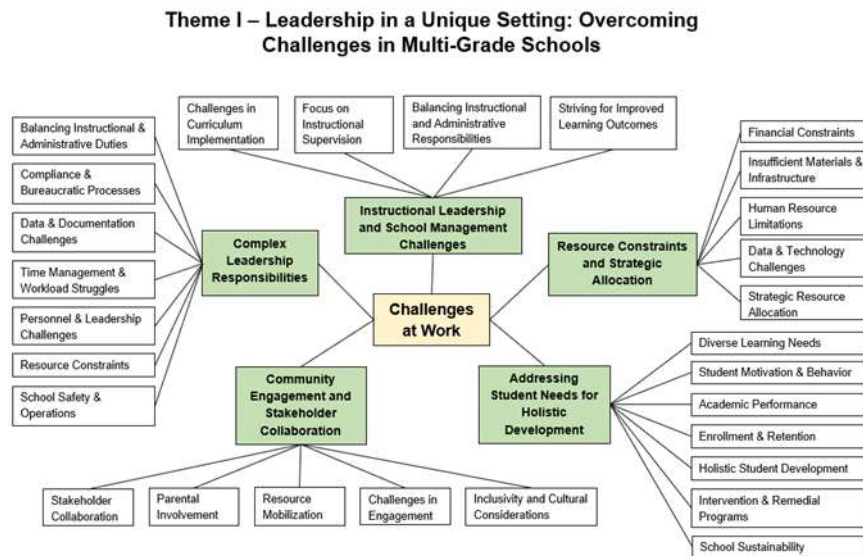 Theme I – Leadership in a Unique Setting: Overcoming
Challenges in Multi-Grade Schools
Challenges in
Curriculum
Implementation
Focus on
Instructional
Supervision
Balancing Instructional
and Administrative
Responsibilities
Striving for Improved
Learning Outcomes
Balancing Instructional &
Administrative Duties
Compliance &
Bureaucratic Processes
Data & Documentation
Challenges
Time Management &
Workload Struggles
Personnel & Leadership
Challenges
Resource Constraints
School Safety &
Operations
Complex
Leadership
Responsibilities
Instructional Leadership
and School Management
Challenges
Resource Constraints
and Strategic
Allocation
Financial Constraints
Insufficient Materials &
Infrastructure
Human Resource
Limitations
Data & Technology
Challenges
Strategic Resource
Allocation
Challenges
at Work
Community
Engagement and
Stakeholder
Collaboration
Addressing
Student Needs for
Holistic
Development
Diverse Learning Needs
Student Motivation & Behavior
Academic Performance
Enrollment & Retention
Holistic Student Development
Intervention & Remedial
Programs
School Sustainability
Stakeholder
Collaboration
Parental
Involvement
Resource
Mobilization
Challenges in
Engagement
Inclusivity and Cultural
Considerations